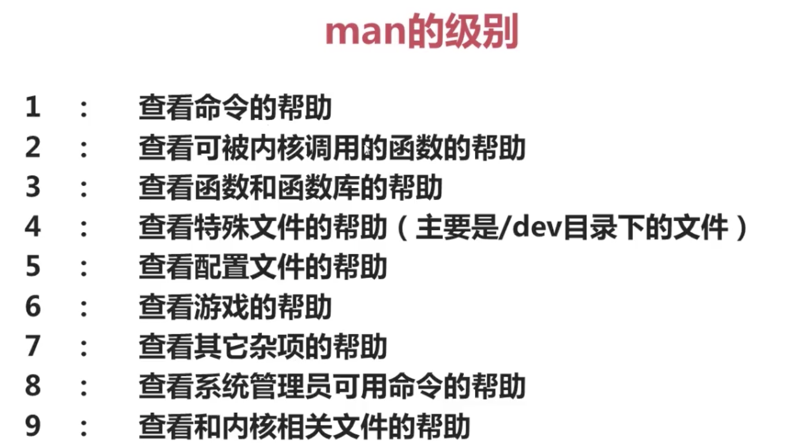 man的级别
1 : 查看命令的帮助
2 : 查看可被内核调用的函数的帮助
3 : 查看函数和函数库的帮助
4 : 查看特殊文件的帮助（主要是/dev目录下的文件）
5 : 查看配置文件的帮助
6 : 查看游戏的帮助
7 : 查看其它杂项的帮助
8 : 查看系统管理员可用命令的帮助
9 : 查看和内核相关文件的帮助